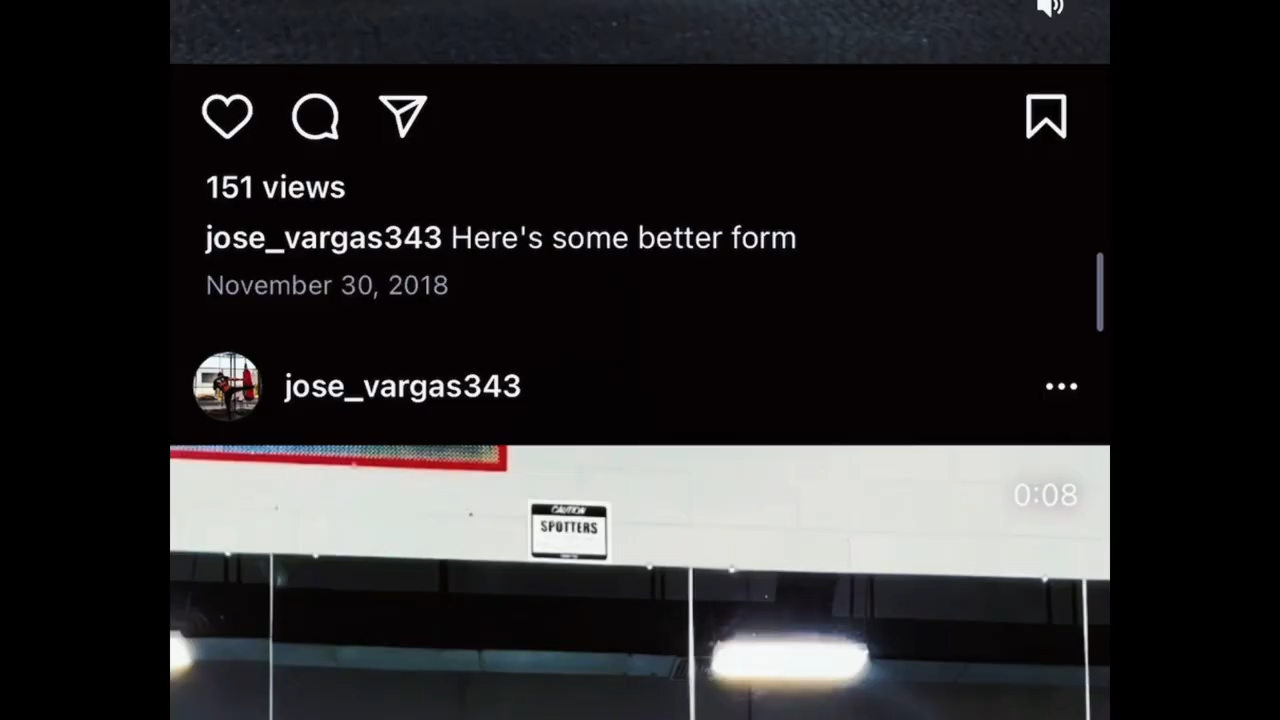 151 views
jose_vargas343 Here's some better form
November 30, 2018
jose_vargas343
0:08
CAUTION
SPOTTERS